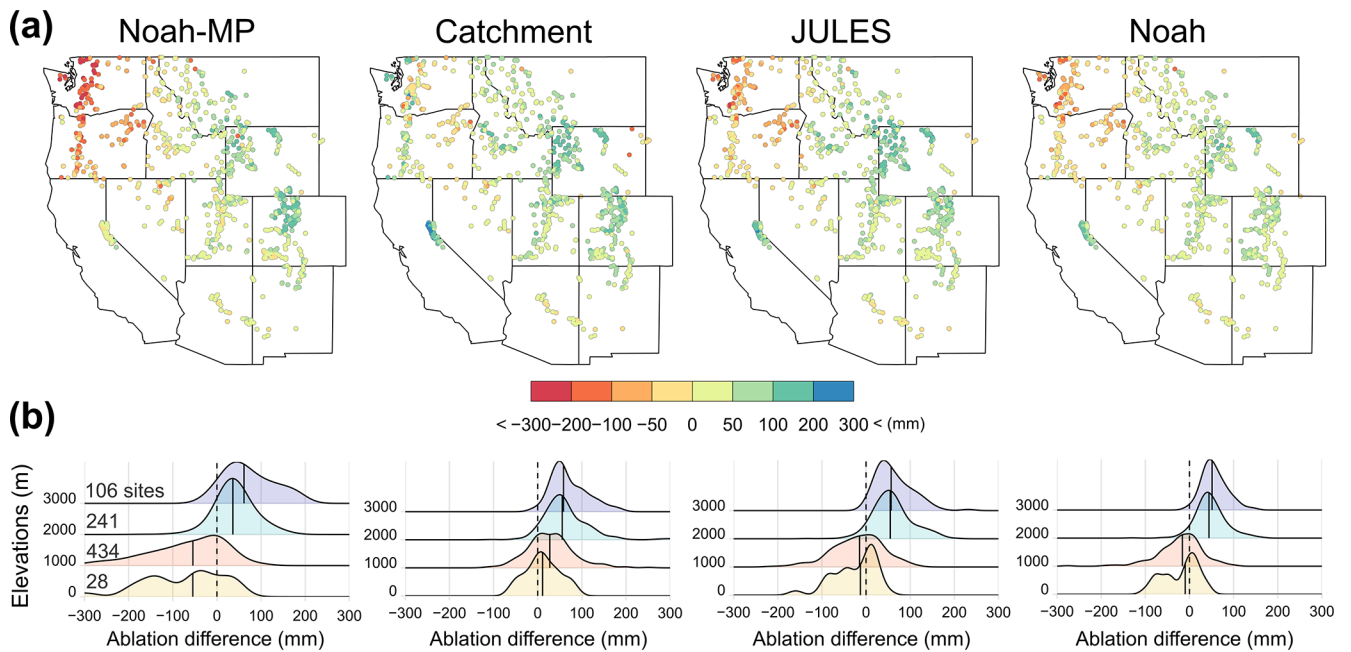 (a)
Noah-MP
Catchment
JULES
Noah
< −300−200−100 −50 0 50 100 200 300 < (mm)
(b)
Elevations (m)
3000
2000
1000
0
106 sites
241
434
28
−300 −200 −100 0 100 200 300
Ablation difference (mm)
3000
2000
1000
0
−300 −200 −100 0 100 200 300
Ablation difference (mm)
3000
2000
1000
0
−300 −200 −100 0 100 200 300
Ablation difference (mm)
3000
2000
1000
0
−300 −200 −100 0 100 200 300
Ablation difference (mm)